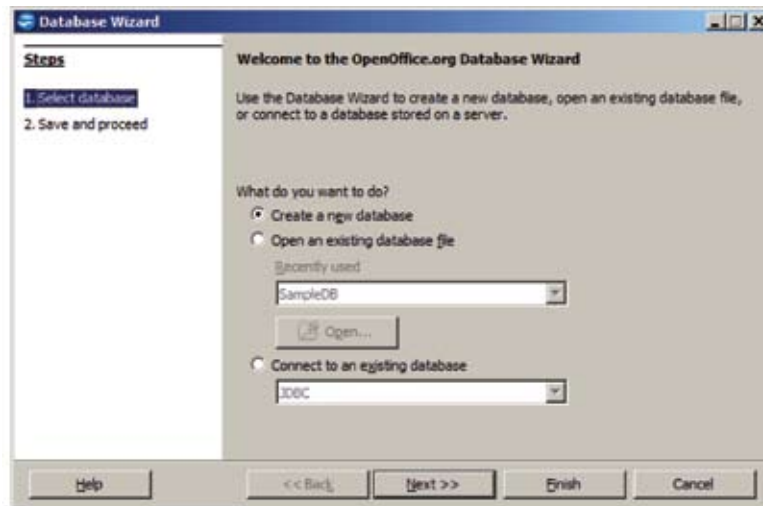 Database Wizard
Steps
1. Select database
2. Save and proceed
Welcome to the OpenOffice.org Database Wizard
Use the Database Wizard to create a new database, open an existing database file,
or connect to a database stored on a server.
What do you want to do?
Create a new database
Open an existing database file
Recently used
SampleDB
Open...
Connect to an existing database
JDBC
Help
<< Back
Next >>
Finish
Cancel